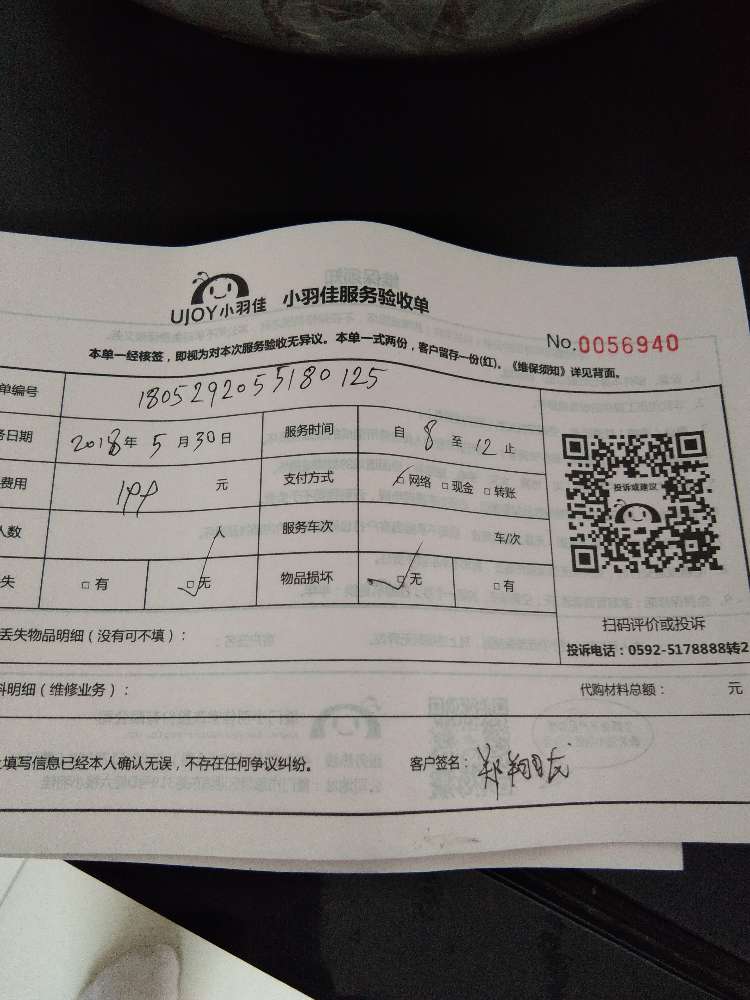 UJOY小羽佳 小羽佳服务验收单
本单一经核签，即视为对本次服务验收无异议。本单一式两份，客户留存一份(红)。《维保须知》详见背面。
No.0056940
单编号 1805292055180125
务日期 2018年 5月30日 服务时间 自 8 至 12 止
费用 199 元 支付方式 □网络 □现金 □转账
人数 人 服务车次 车/次
失 □有 □无 物品损坏 □无 □有
投诉或建议
扫码评价或投诉
投诉电话：0592-5178888转2
丢失物品明细（没有可不填）：
料明细（维修业务）： 代购材料总额： 元
上填写信息已经本人确认无误，不存在任何争议纠纷。 客户签名：